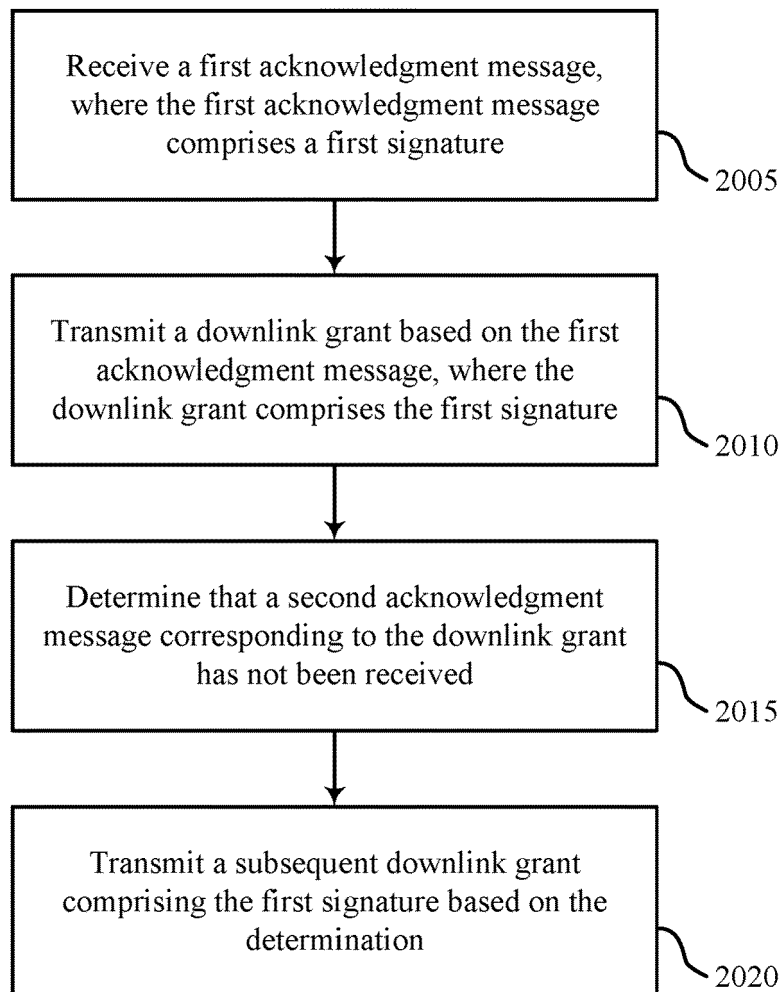 Receive a first acknowledgment message,
where the first acknowledgment message
comprises a first signature
2005
Transmit a downlink grant based on the first
acknowledgment message, where the
downlink grant comprises the first signature
2010
Determine that a second acknowledgment
message corresponding to the downlink grant
has not been received
2015
Transmit a subsequent downlink grant
comprising the first signature based on the
determination
2020